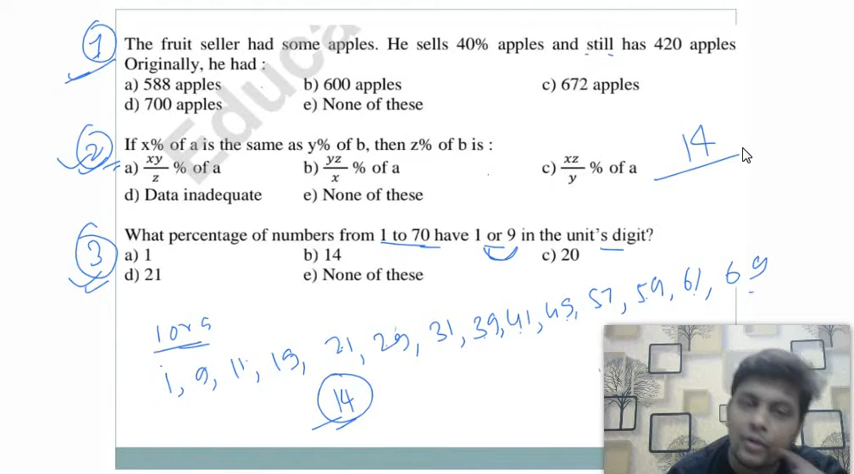 1 The fruit seller had some apples. He sells 40% apples and still has 420 apples
Originally, he had :
a) 588 apples b) 600 apples c) 672 apples
d) 700 apples e) None of these
2 If x% of a is the same as y% of b, then z% of b is :
a) xy/z % of a b) yz/x % of a c) xz/y % of a
14
d) Data inadequate e) None of these
3 What percentage of numbers from 1 to 70 have 1 or 9 in the unit's digit?
a) 1 b) 14 c) 20
d) 21 e) None of these
1 or 9
1, 9, 11, 19, 21, 29, 31, 39, 41, 49, 51, 59, 61, 69
14
Educa